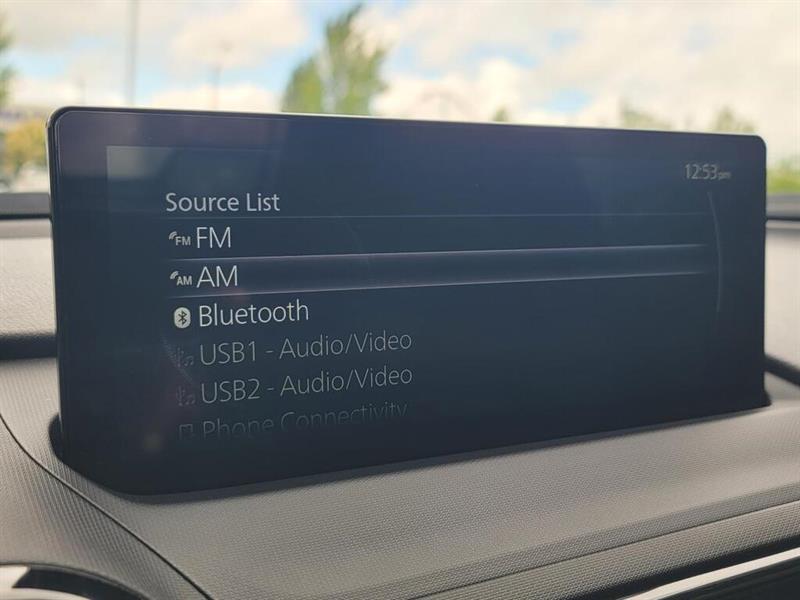 12:53pm
Source List
FM FM
AM AM
Bluetooth
USB1 - Audio/Video
USB2 - Audio/Video
Phone Connectivity